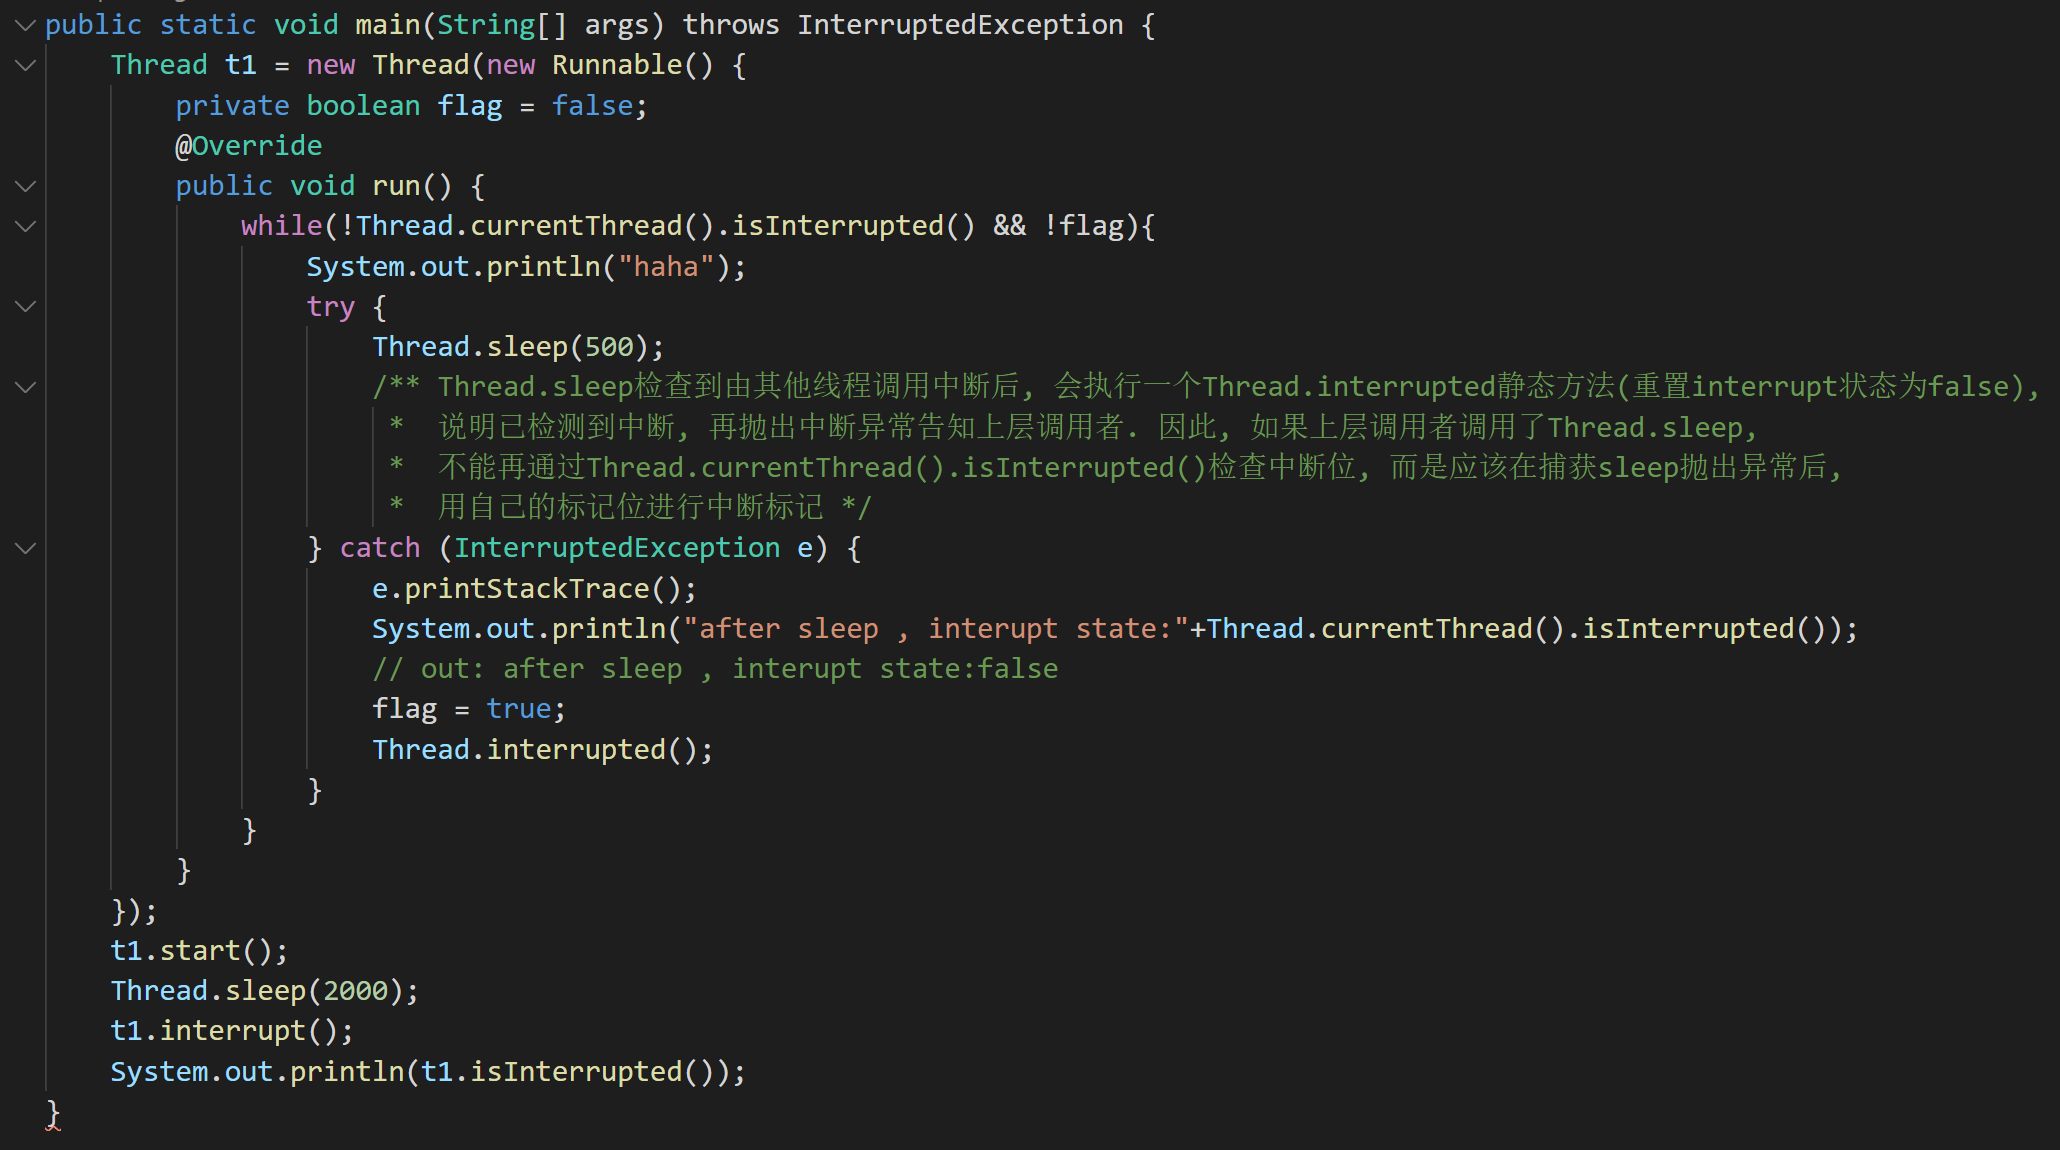 public static void main(String[] args) throws InterruptedException {
    Thread t1 = new Thread(new Runnable() {
        private boolean flag = false;
        @Override
        public void run() {
            while(!Thread.currentThread().isInterrupted() && !flag){
                System.out.println("haha");
                try {
                    Thread.sleep(500);
                    /** Thread.sleep检查到由其他线程调用中断后, 会执行一个Thread.interrupted静态方法(重置interrupt状态为false),
                     *  说明已检测到中断, 再抛出中断异常告知上层调用者. 因此, 如果上层调用者调用了Thread.sleep,
                     *  不能再通过Thread.currentThread().isInterrupted()检查中断位, 而是应该在捕获sleep抛出异常后,
                     *  用自己的标记位进行中断标记 */
                } catch (InterruptedException e) {
                    e.printStackTrace();
                    System.out.println("after sleep , interupt state:"+Thread.currentThread().isInterrupted());
                    // out: after sleep , interupt state:false
                    flag = true;
                    Thread.interrupted();
                }
            }
        }
    });
    t1.start();
    Thread.sleep(2000);
    t1.interrupt();
    System.out.println(t1.isInterrupted());
}